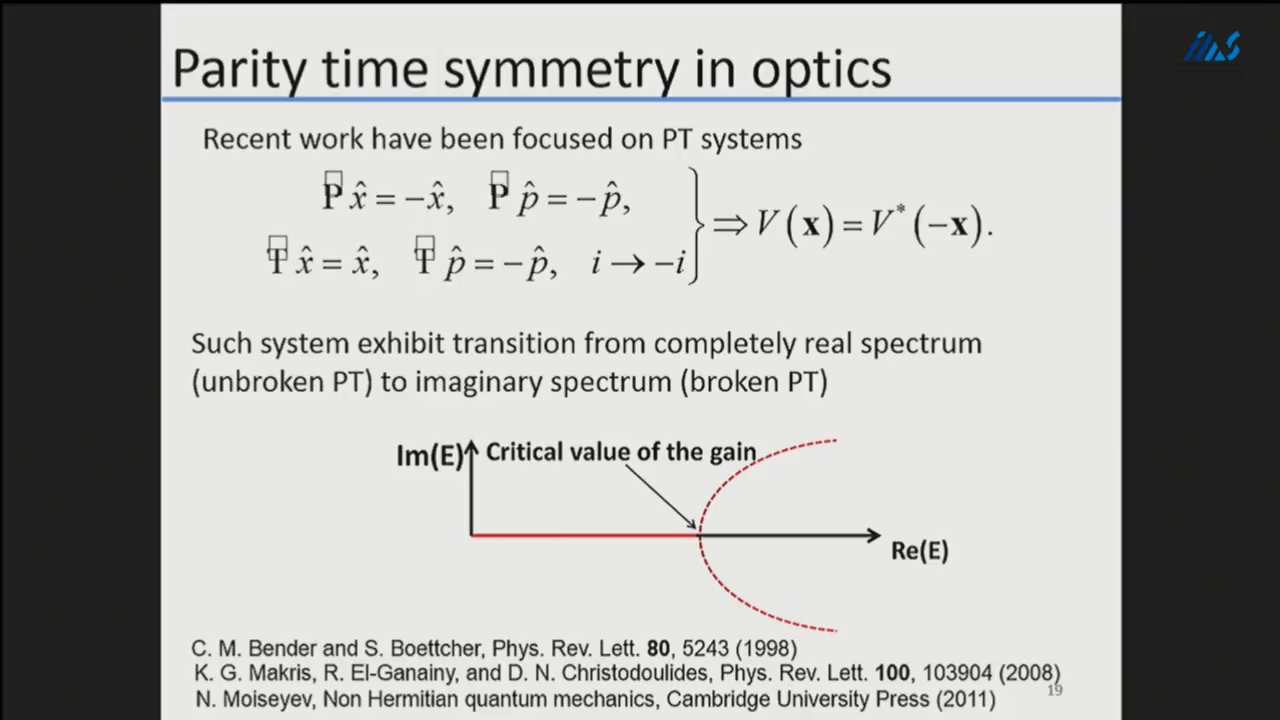 Parity time symmetry in optics
Recent work have been focused on PT systems
P x̂ = −x̂, P p̂ = −p̂,
T x̂ = x̂, T p̂ = −p̂, i → −i
⇒ V(x) = V*(−x).
Such system exhibit transition from completely real spectrum
(unbroken PT) to imaginary spectrum (broken PT)
Im(E)
Critical value of the gain
Re(E)
C. M. Bender and S. Boettcher, Phys. Rev. Lett. 80, 5243 (1998)
K. G. Makris, R. El-Ganainy, and D. N. Christodoulides, Phys. Rev. Lett. 100, 103904 (2008)
N. Moiseyev, Non Hermitian quantum mechanics, Cambridge University Press (2011)
19